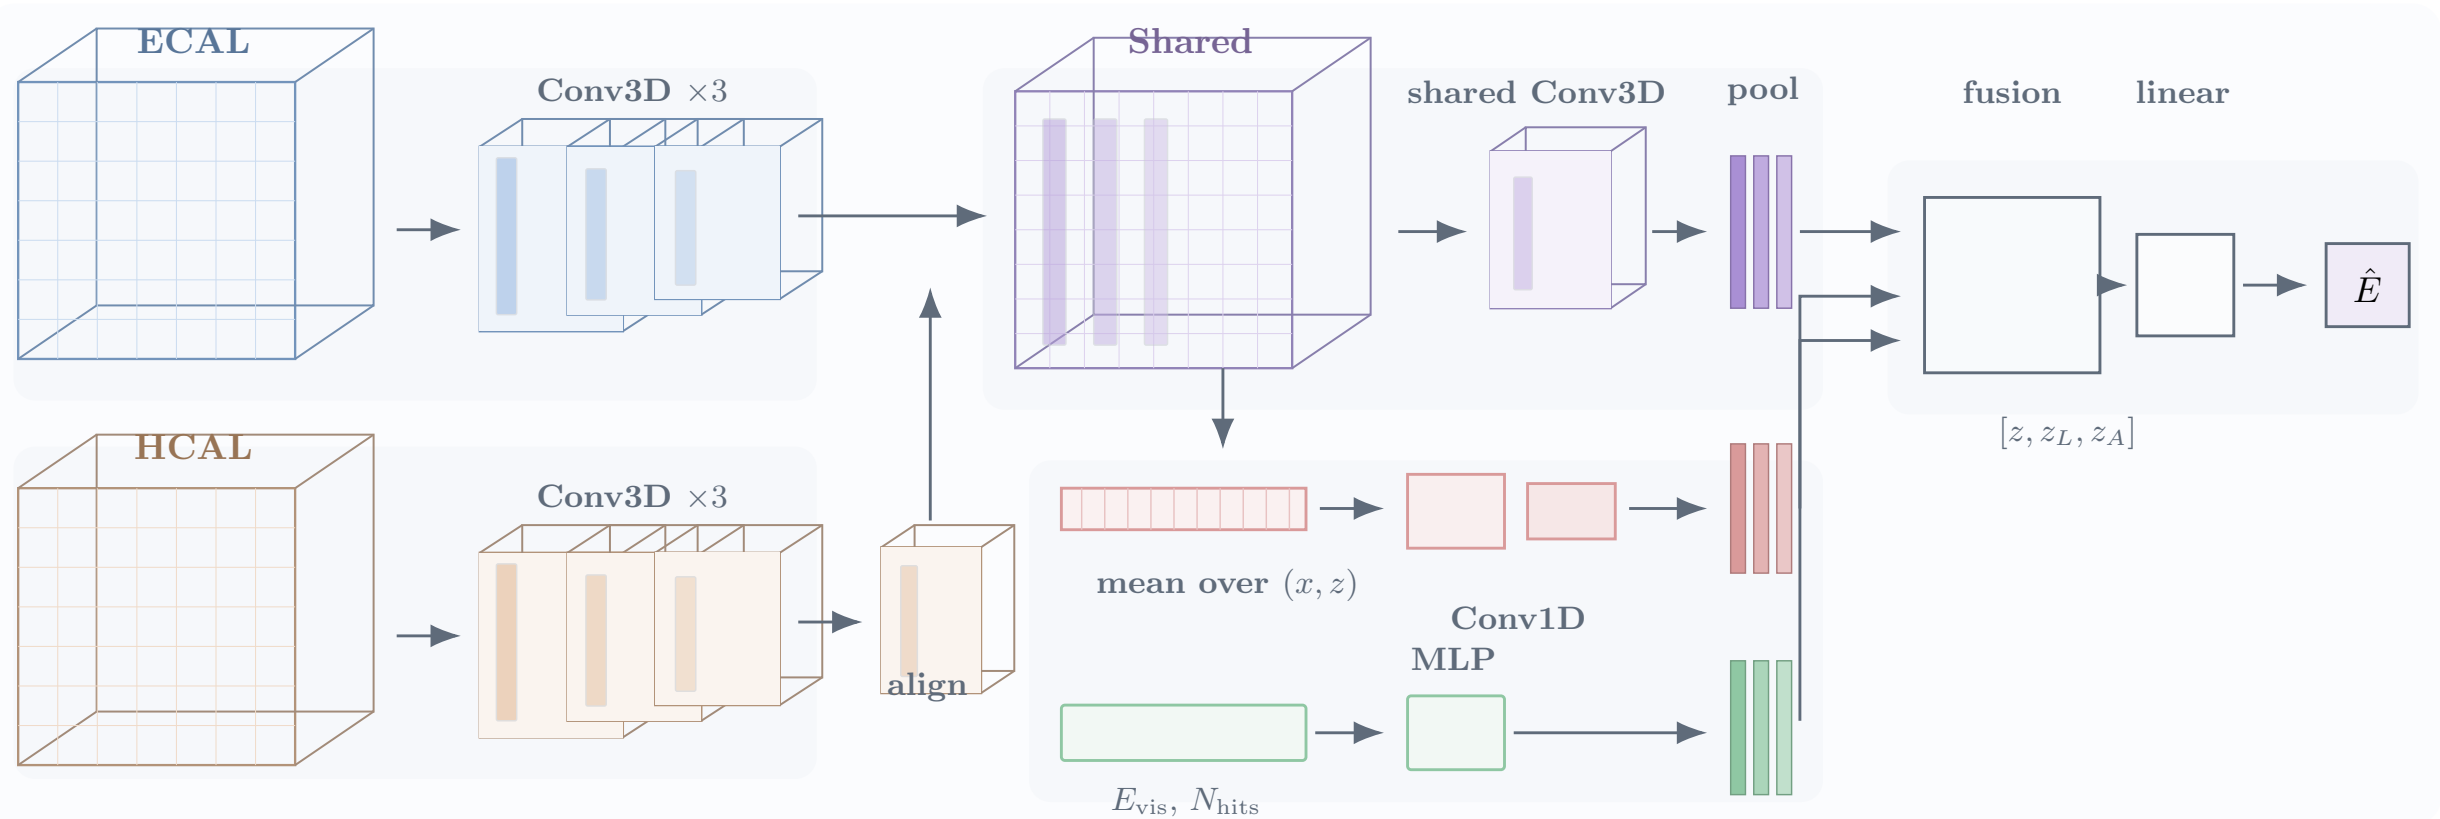 ECAL
Conv3D ×3
Shared
shared Conv3D
pool
fusion
linear
Ê
[z, z_L, z_A]
HCAL
Conv3D ×3
align
mean over (x, z)
Conv1D
MLP
E_vis, N_hits